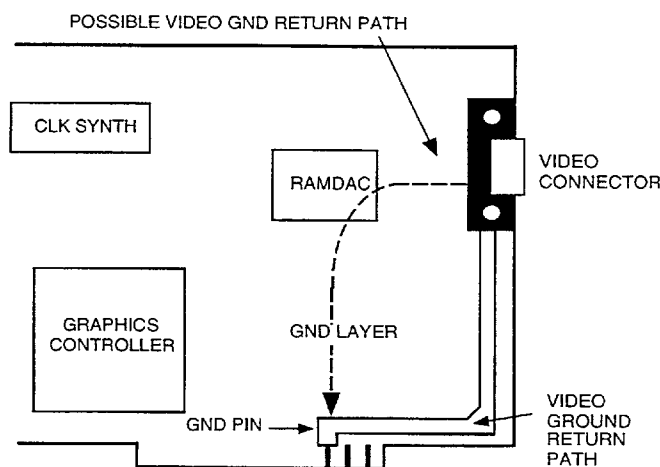 POSSIBLE VIDEO GND RETURN PATH
CLK SYNTH
RAMDAC
VIDEO
CONNECTOR
GRAPHICS
CONTROLLER
GND LAYER
GND PIN
VIDEO
GROUND
RETURN
PATH